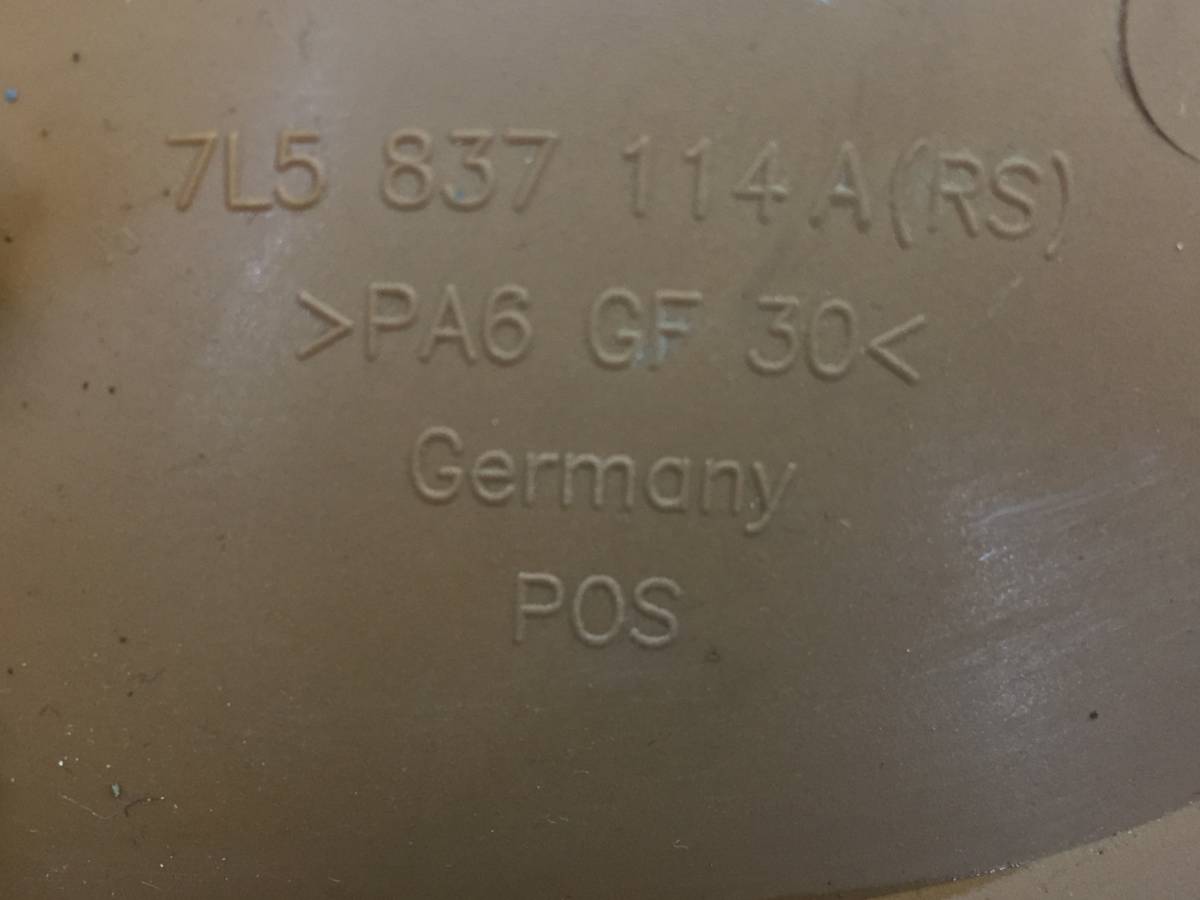 7L5 837 114 A (RS)
>PA6 GF 30<
Germany
POS